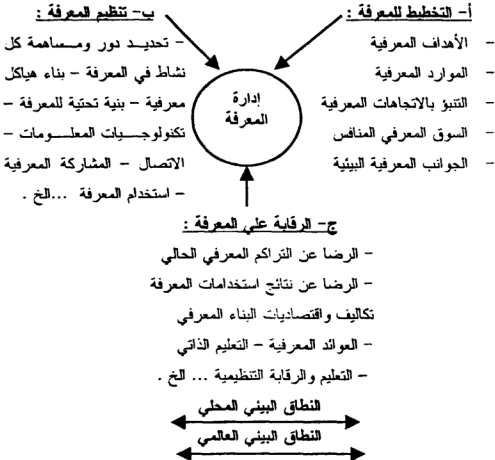 أ- التخطيط للمعرفة :
- الأهداف المعرفية
- الموارد المعرفية
- التنبؤ بالاتجاهات المعرفية
- السوق المعرفي المنافس
- الجوانب المعرفية البيئية
ب- تنظيم المعرفة :
- تحديد دور ومساهمة كل
نشاط في المعرفة - بناء هياكل
معرفية - بنية تحتية للمعرفة -
تكنولوجيات المعلومات -
الاتصال - المشاركة المعرفية
- استخدام المعرفة ...الخ .
إدارة
المعرفة
ج- الرقابة علي المعرفة :
- الرضا عن التراكم المعرفي الحالي
- الرضا عن نتائج استخدامات المعرفة
تكاليف واقتصاديات البناء المعرفي
- العوائد المعرفية - التعليم الذاتي
- التعليم والرقابة التنظيمية ... الخ .
النطاق البيئي المحلي
النطاق البيئي العالمي